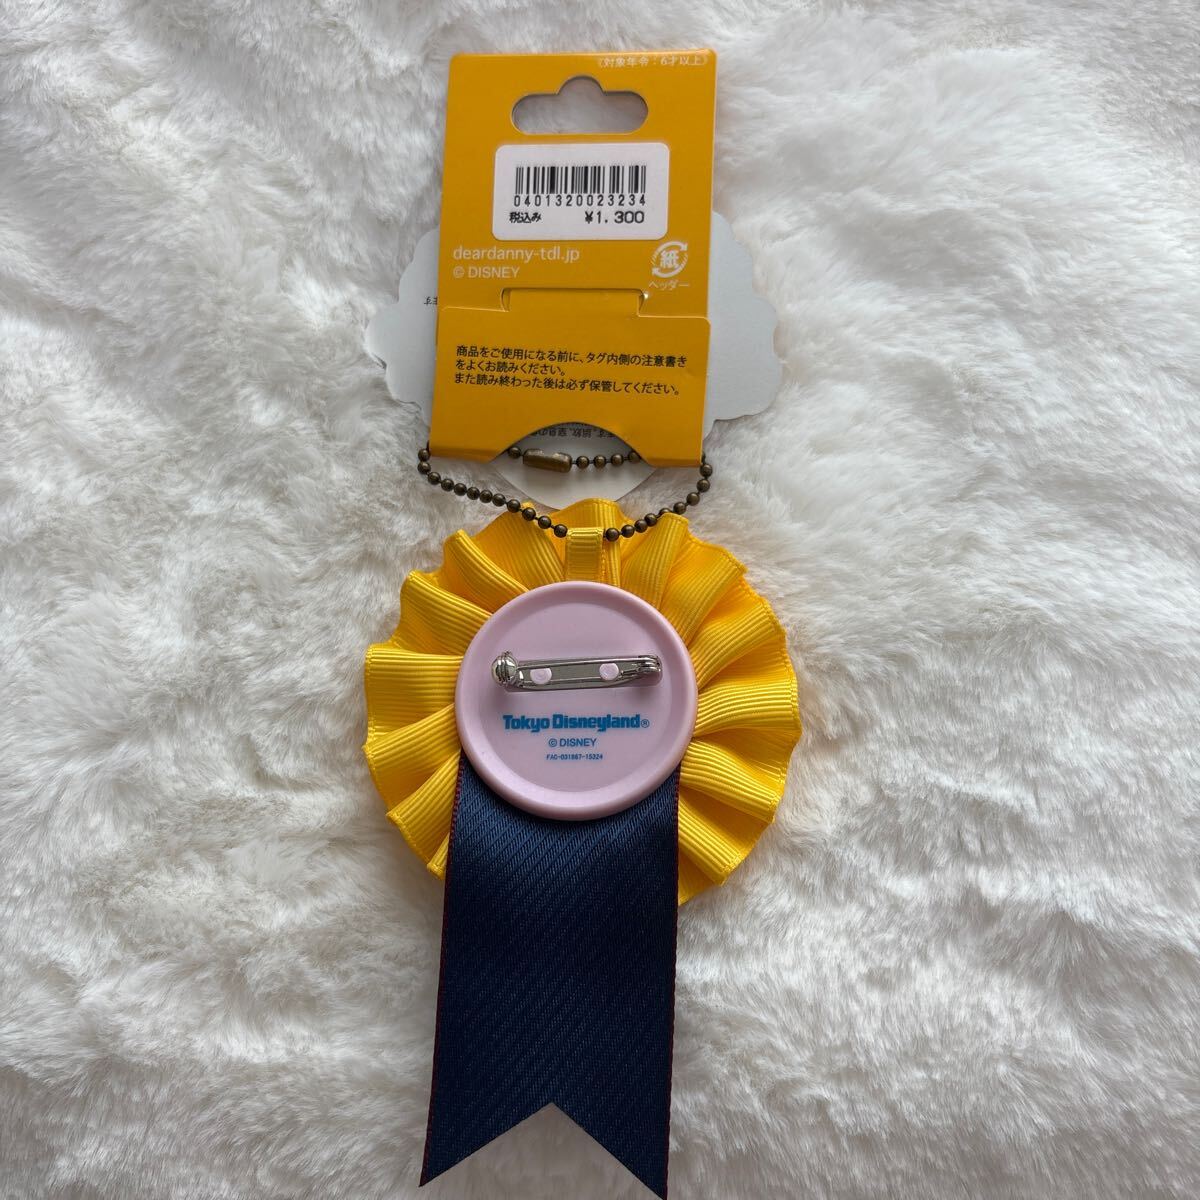 《対象年令：6才以上》
0401320023234
税込み ¥1,300
deardanny-tdl.jp
© DISNEY
紙
ヘッダー
商品をご使用になる前に、タグ内側の注意書き
をよくお読みください。
また読み終わった後は必ず保管してください。
Tokyo Disneyland®
© DISNEY
FAC-031867-15324